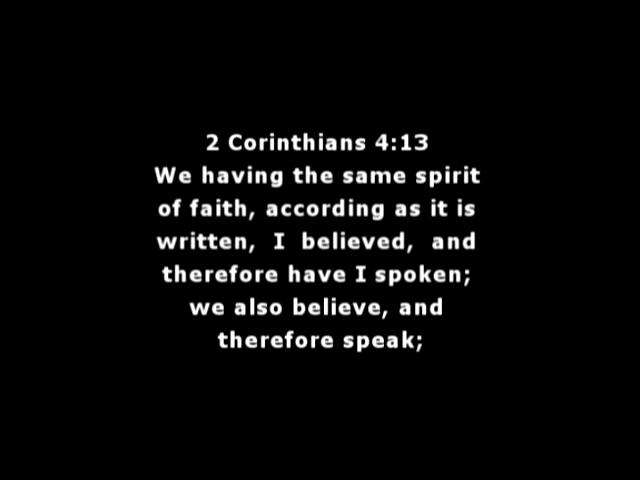 2 Corinthians 4:13
We having the same spirit
of faith, according as it is
written, I believed, and
therefore have I spoken;
we also believe, and
therefore speak;